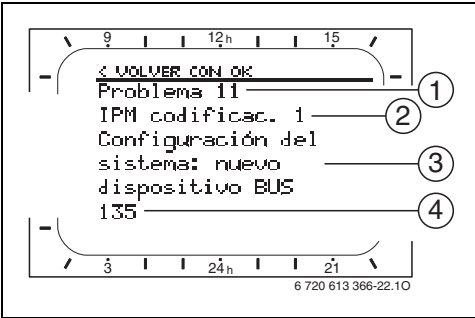 9 12h 15
< VOLVER CON OK
Problema 11
1
IPM codificac. 1
2
Configuración del
sistema: nuevo
3
dispositivo BUS
135
4
3 24h 21
6 720 613 366-22.1O